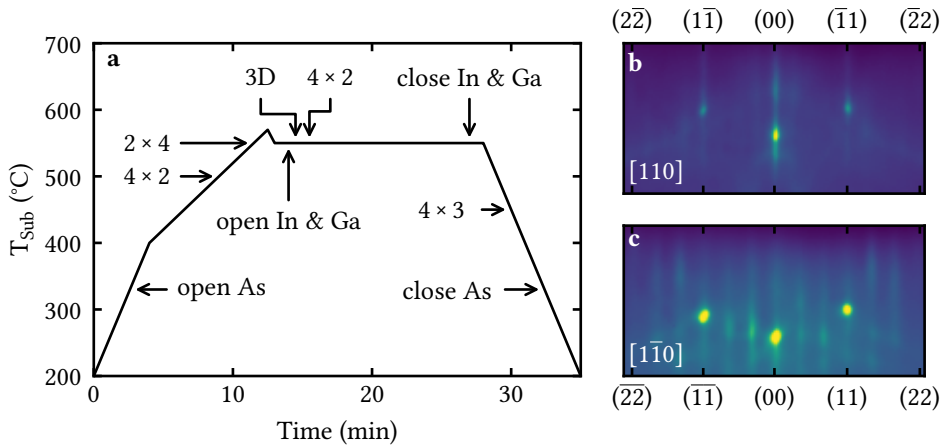 (22̅) (11̅) (00) (1̅1) (2̅2)
700
600
500
400
300
200
T_Sub (°C)
a
3D 4 × 2 close In & Ga
2 × 4
4 × 2
open In & Ga
4 × 3
open As
close As
0 10 20 30
Time (min)
b
[110]
c
[11̅0]
(2̅2̅) (1̅1̅) (00) (11) (22)